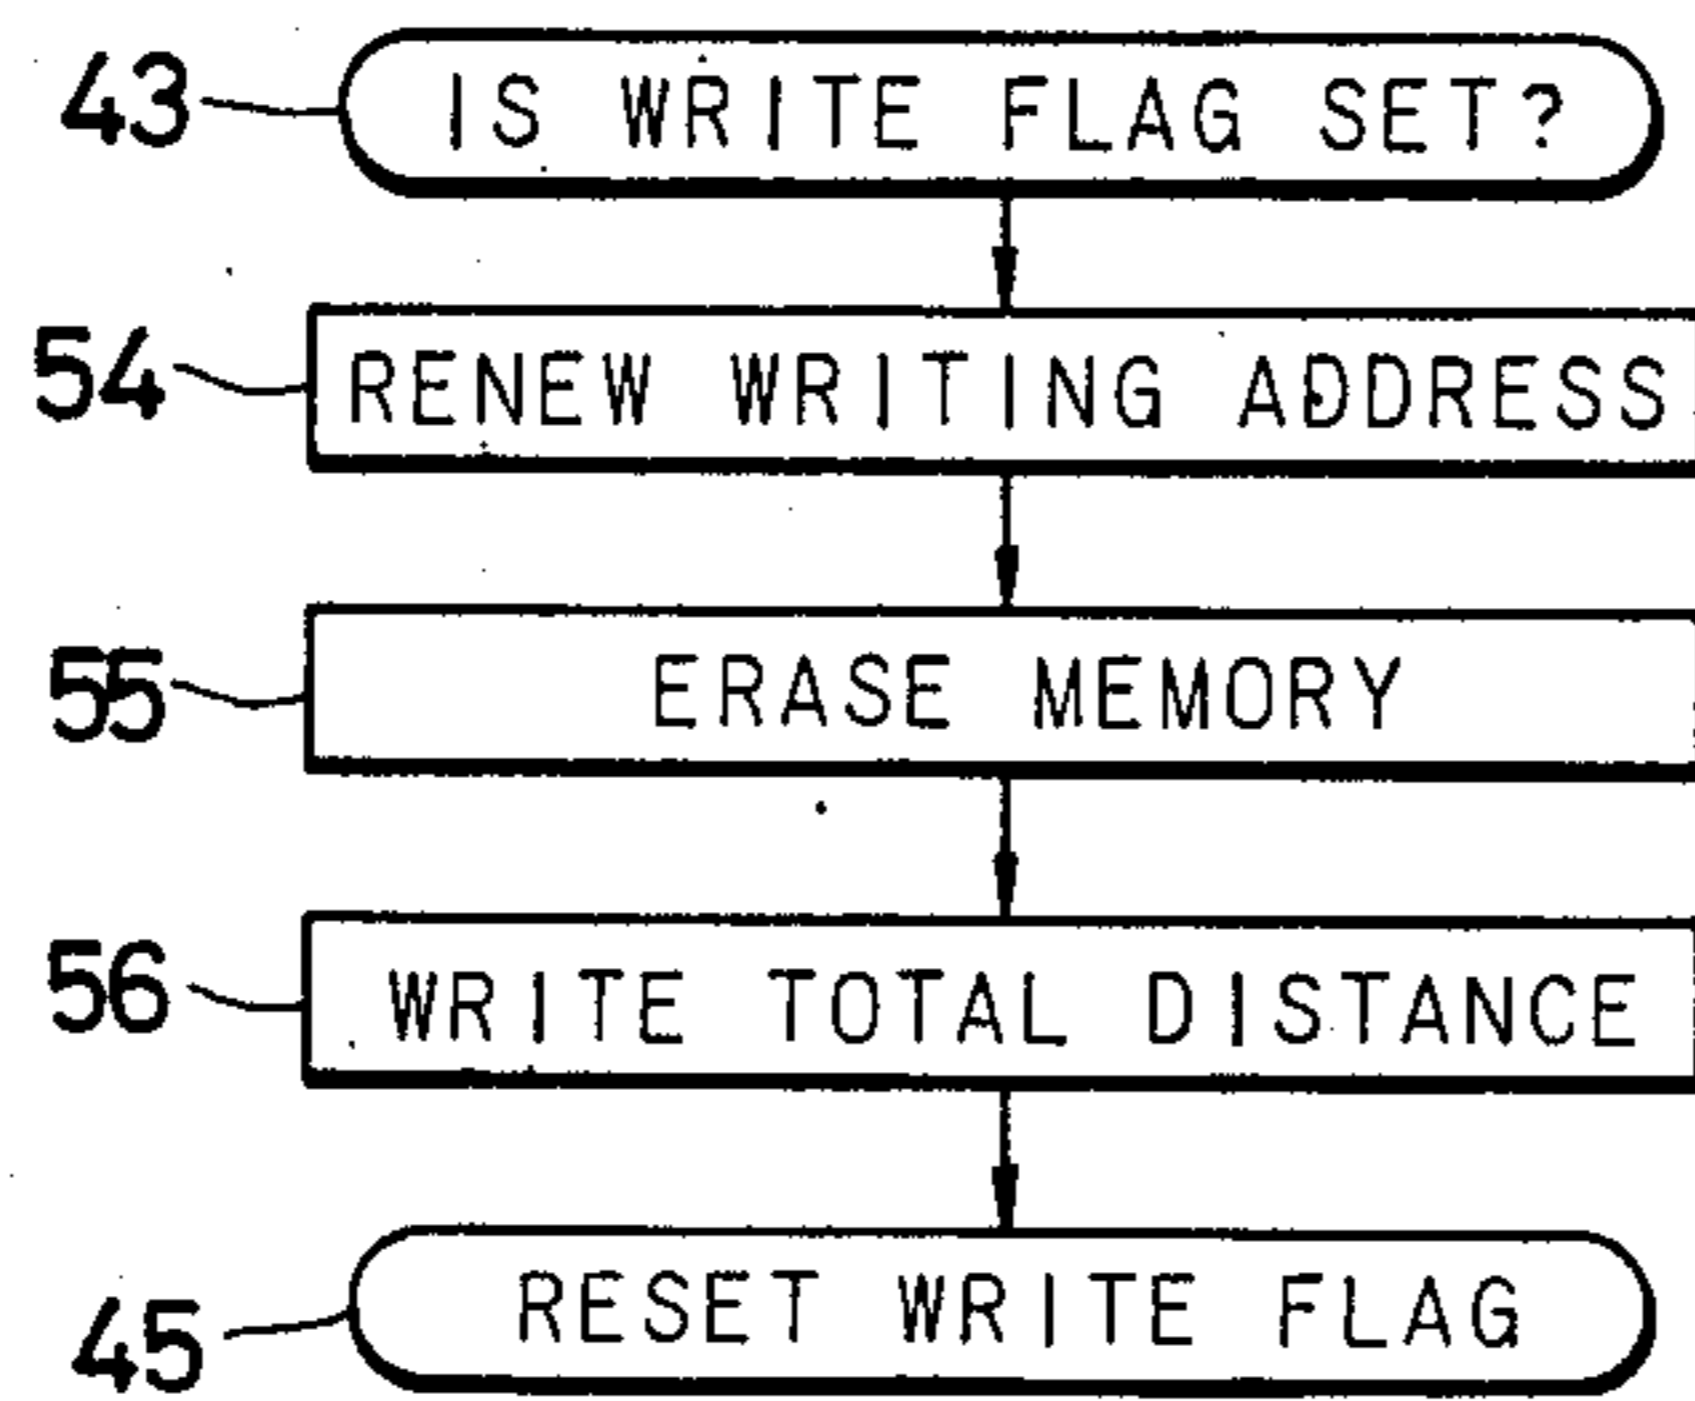 43 IS WRITE FLAG SET?
54 RENEW WRITING ADDRESS
55 ERASE MEMORY
56 WRITE TOTAL DISTANCE
45 RESET WRITE FLAG